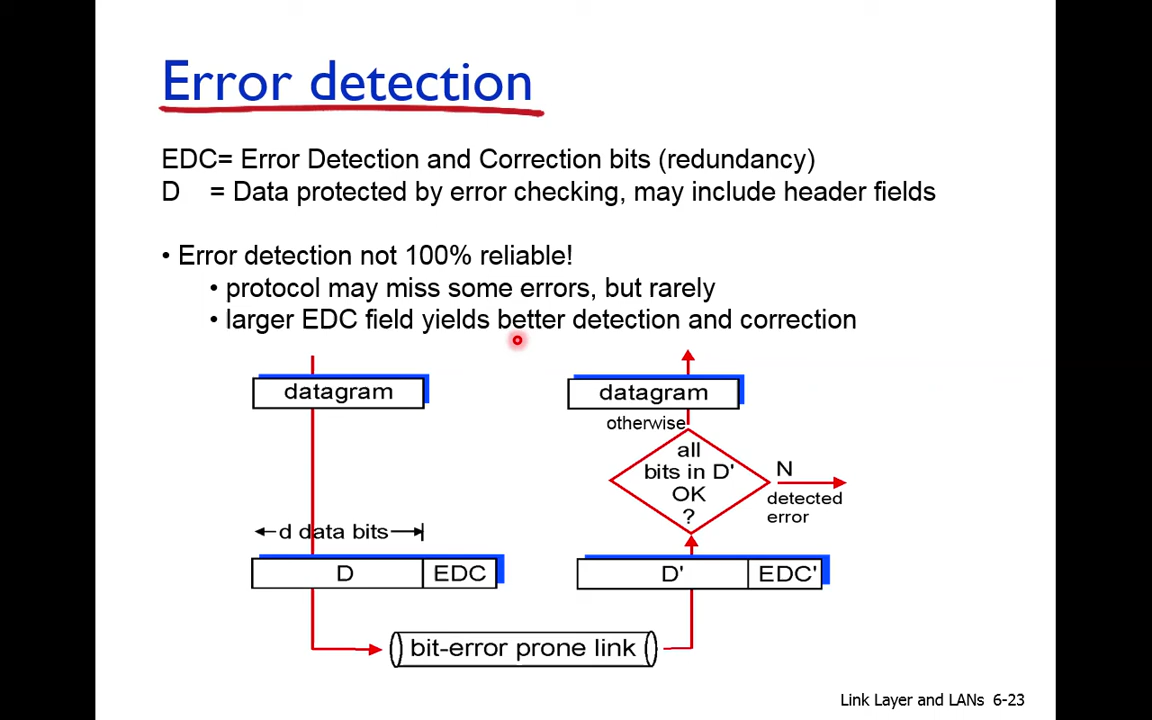 Error detection
EDC= Error Detection and Correction bits (redundancy)
D = Data protected by error checking, may include header fields
• Error detection not 100% reliable!
• protocol may miss some errors, but rarely
• larger EDC field yields better detection and correction
datagram
datagram
otherwise
all
bits in D'
OK
?
N
detected
error
d data bits
D
EDC
D'
EDC'
bit-error prone link
Link Layer and LANs 6-23